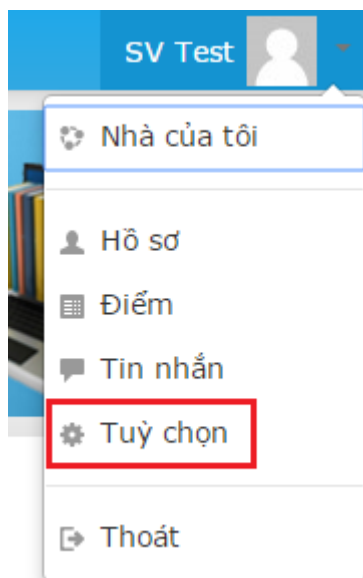 SV Test
Nhà của tôi
Hồ sơ
Điểm
Tin nhắn
Tuỳ chọn
Thoát